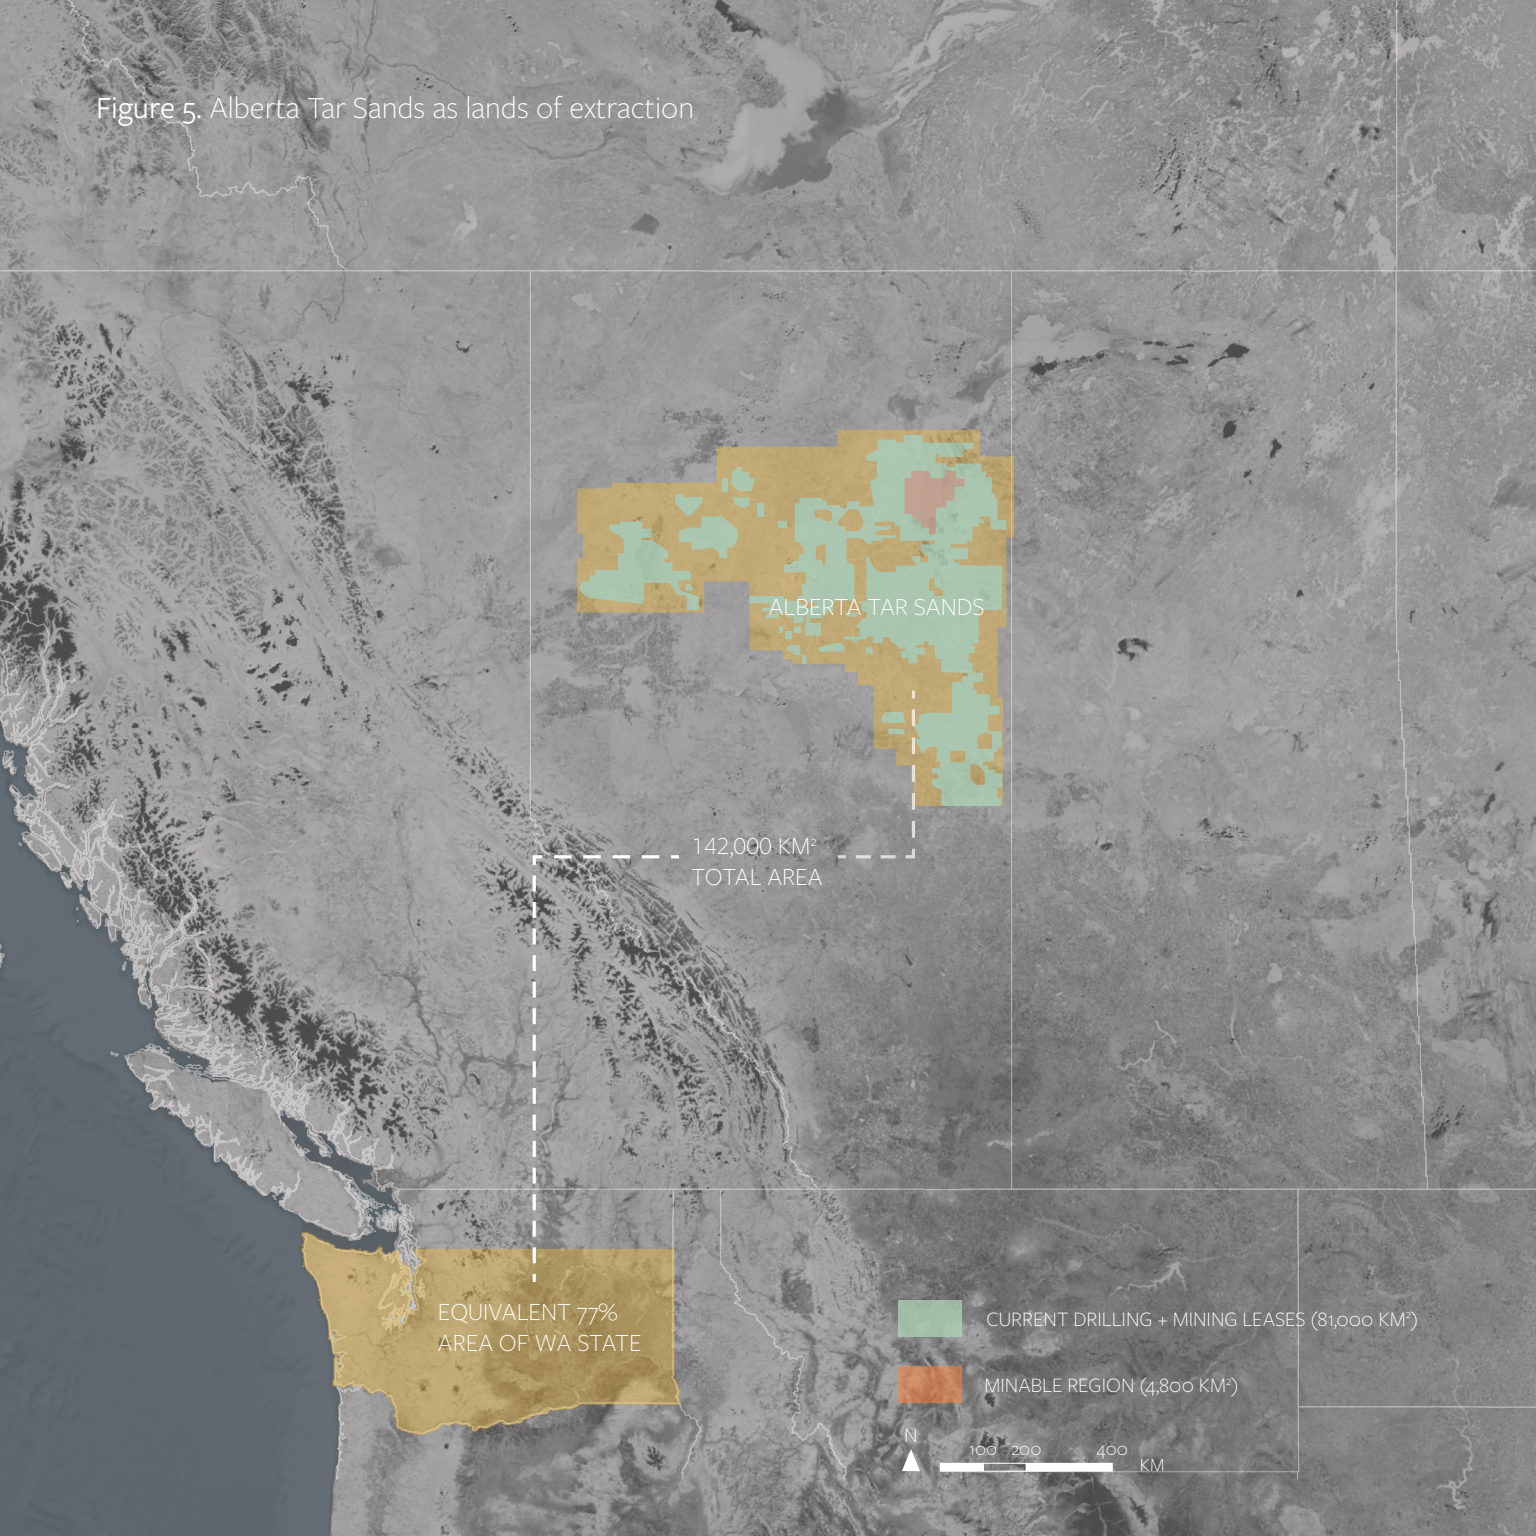 Figure 5. Alberta Tar Sands as lands of extraction
ALBERTA TAR SANDS
142,000 KM²
TOTAL AREA
EQUIVALENT 77%
AREA OF WA STATE
CURRENT DRILLING + MINING LEASES (81,000 KM²)
MINABLE REGION (4,800 KM²)
N
100 200 400
KM